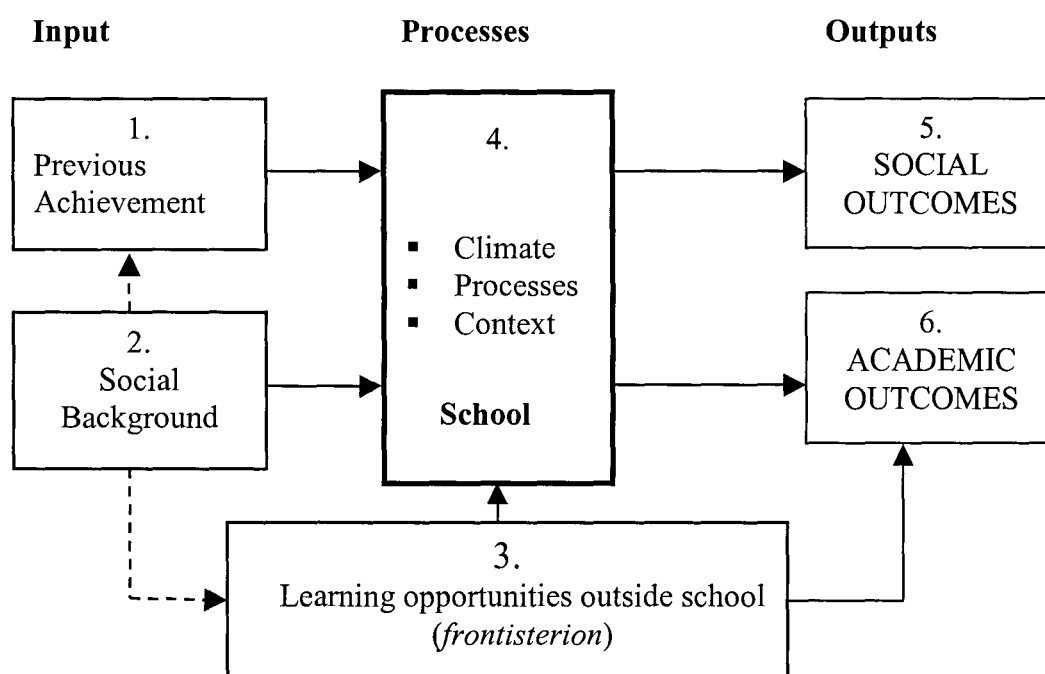 Input
Processes
Outputs
1.
Previous
Achievement
2.
Social
Background
4.
▪ Climate
▪ Processes
▪ Context
School
5.
SOCIAL
OUTCOMES
6.
ACADEMIC
OUTCOMES
3.
Learning opportunities outside school
(frontisterion)